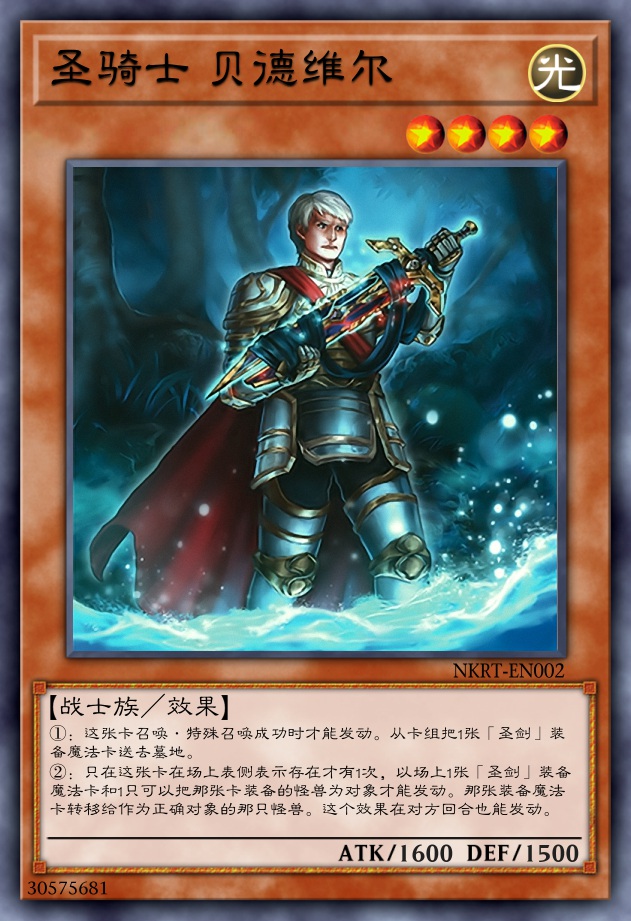 圣骑士 贝德维尔
光
NKRT-EN002
【战士族／效果】
①：这张卡召唤·特殊召唤成功时才能发动。从卡组把1张「圣剑」装
备魔法卡送去墓地。
②：只在这张卡在场上表侧表示存在才有1次，以场上1张「圣剑」装备
魔法卡和1只可以把那张卡装备的怪兽为对象才能发动。那张装备魔法
卡转移给作为正确对象的那只怪兽。这个效果在对方回合也能发动。
ATK/1600 DEF/1500
30575681